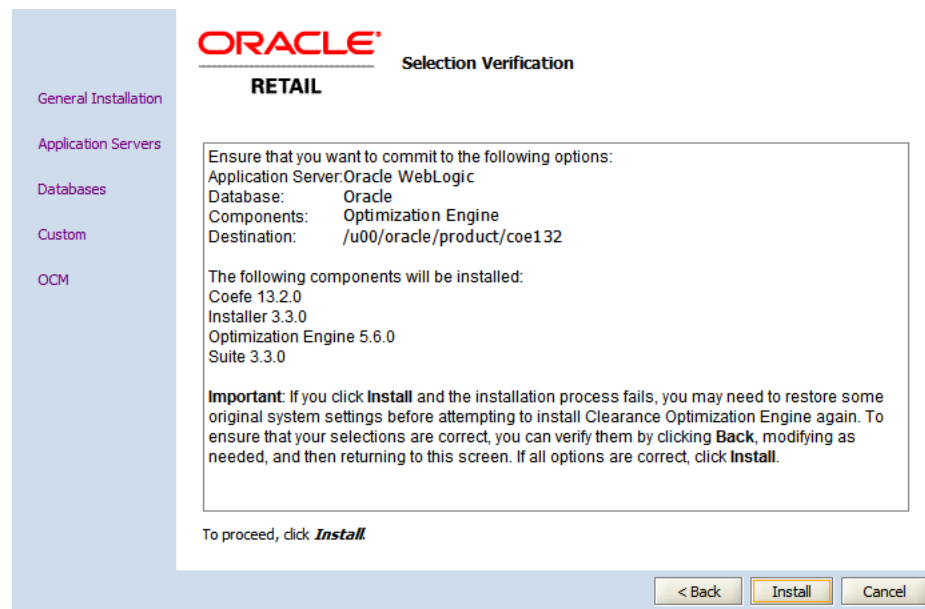 ORACLE®
RETAIL
Selection Verification
General Installation
Application Servers
Databases
Custom
OCM
Ensure that you want to commit to the following options:
Application Server:Oracle WebLogic
Database: Oracle
Components: Optimization Engine
Destination: /u00/oracle/product/coe132
The following components will be installed:
Coefe 13.2.0
Installer 3.3.0
Optimization Engine 5.6.0
Suite 3.3.0
Important: If you click Install and the installation process fails, you may need to restore some
original system settings before attempting to install Clearance Optimization Engine again. To
ensure that your selections are correct, you can verify them by clicking Back, modifying as
needed, and then returning to this screen. If all options are correct, click Install.
To proceed, click Install.
< Back
Install
Cancel